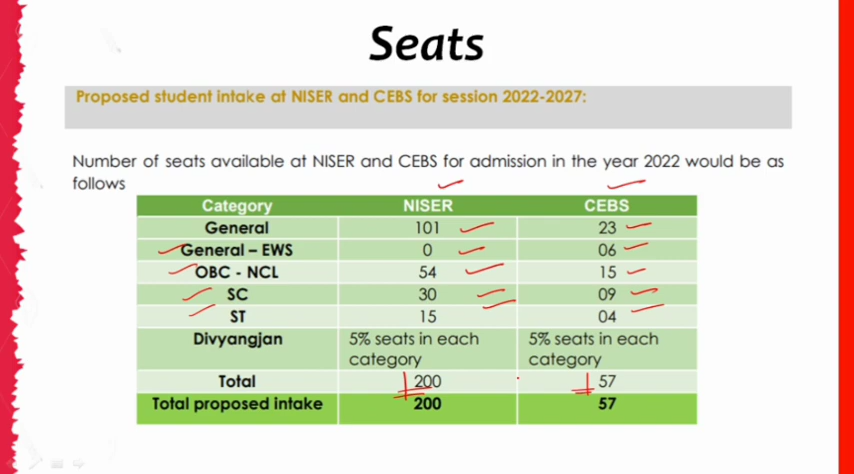 Seats
Proposed student intake at NISER and CEBS for session 2022-2027:
Number of seats available at NISER and CEBS for admission in the year 2022 would be as
follows
Category NISER CEBS
General 101 23
General – EWS 0 06
OBC - NCL 54 15
SC 30 09
ST 15 04
Divyangjan 5% seats in each category 5% seats in each category
Total 200 57
Total proposed intake 200 57